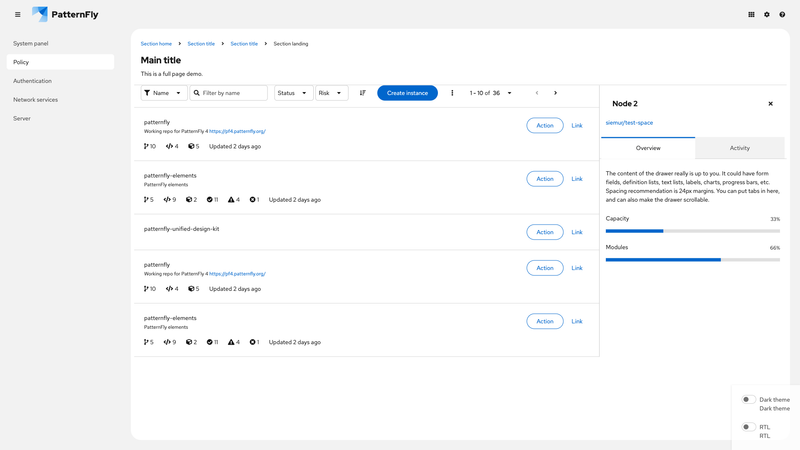 PatternFly
System panel
Policy
Authentication
Network services
Server
Section home
Section title
Section title
Section landing
Main title
This is a full page demo.
Name
Filter by name
Status
Risk
Create instance
1 - 10 of 36
patternfly
Working repo for PatternFly 4 https://pf4.patternfly.org/
10 4 5 Updated 2 days ago
Action Link
patternfly-elements
PatternFly elements
5 9 2 11 4 1 Updated 2 days ago
Action Link
patternfly-unified-design-kit
Action Link
patternfly
Working repo for PatternFly 4 https://pf4.patternfly.org/
10 4 5 Updated 2 days ago
Action Link
patternfly-elements
PatternFly elements
5 9 2 11 4 1 Updated 2 days ago
Action Link
Node 2
siemur/test-space
Overview
Activity
The content of the drawer really is up to you. It could have form
fields, definition lists, text lists, labels, charts, progress bars, etc.
Spacing recommendation is 24px margins. You can put tabs in here,
and can also make the drawer scrollable.
Capacity 33%
Modules 66%
Dark theme
Dark theme
RTL
RTL